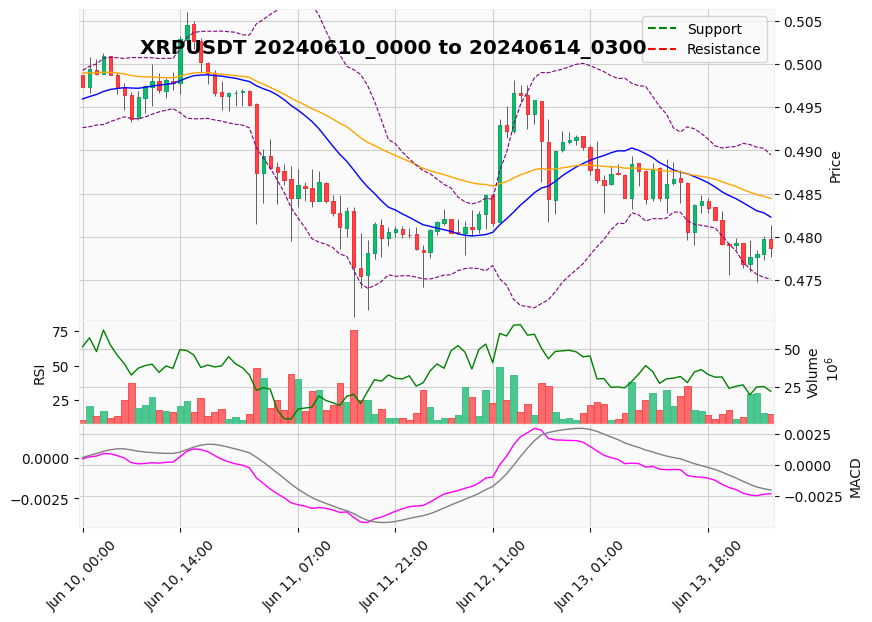 XRPUSDT 20240610_0000 to 20240614_0300
Support
Resistance
0.505
0.500
0.495
0.490
0.485
0.480
0.475
Price
75
50
25
RSI
50
25
Volume
10^6
0.0000
−0.0025
0.0025
0.0000
−0.0025
MACD
Jun 10, 00:00
Jun 10, 14:00
Jun 11, 07:00
Jun 11, 21:00
Jun 12, 11:00
Jun 13, 01:00
Jun 13, 18:00